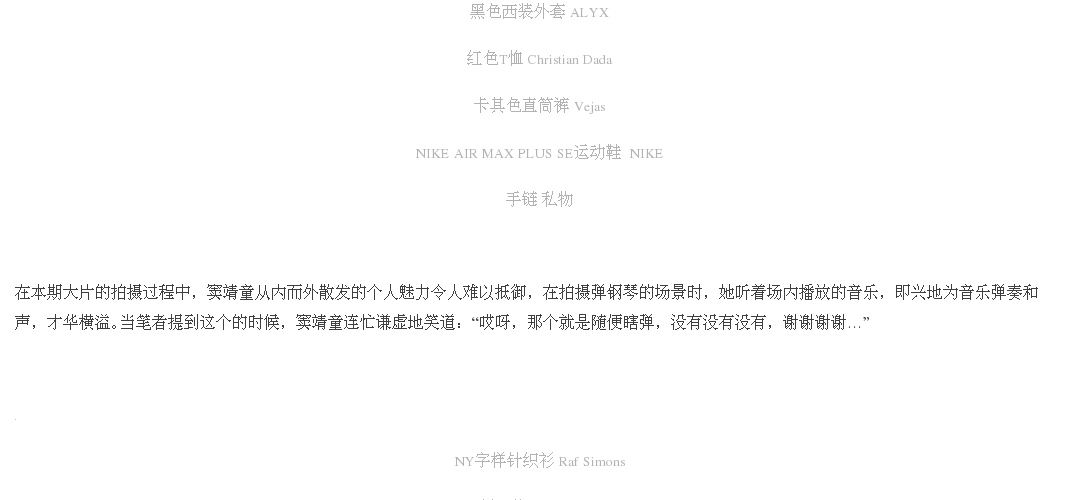 黑色西装外套 ALYX
红色T恤 Christian Dada
卡其色直筒裤 Vejas
NIKE AIR MAX PLUS SE运动鞋  NIKE
手链 私物
在本期大片的拍摄过程中，窦靖童从内而外散发的个人魅力令人难以抵御，在拍摄弹钢琴的场景时，她听着场内播放的音乐，即兴地为音乐弹奏和
声，才华横溢。当笔者提到这个的时候，窦靖童连忙谦虚地笑道：“哎呀，那个就是随便瞎弹，没有没有没有，谢谢谢谢…”
NY字样针织衫 Raf Simons